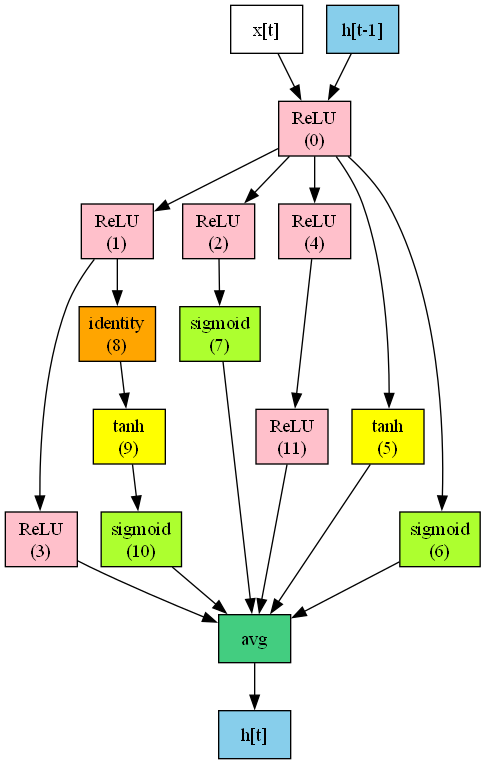 x[t]
h[t-1]
ReLU
(0)
ReLU
(1)
ReLU
(2)
ReLU
(4)
identity
(8)
sigmoid
(7)
tanh
(9)
ReLU
(11)
tanh
(5)
ReLU
(3)
sigmoid
(10)
sigmoid
(6)
avg
h[t]